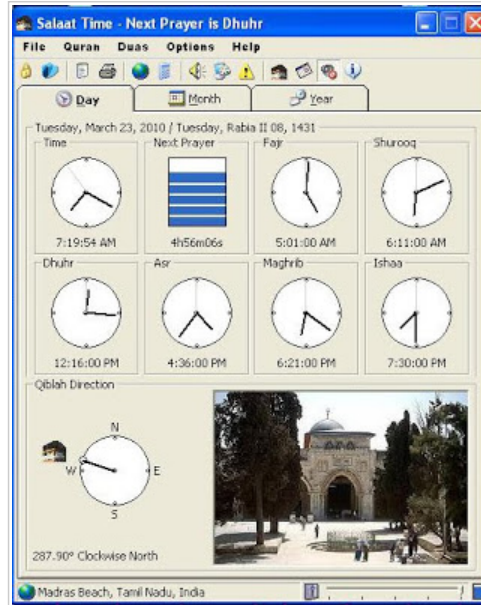 Salaat Time - Next Prayer is Dhuhr
File Quran Duas Options Help
Day Month Year
Tuesday, March 23, 2010 / Tuesday, Rabia II 08, 1431
Time Next Prayer Fajr Shurooq
7:19:54 AM 4h56m06s 5:01:00 AM 6:11:00 AM
Dhuhr Asr Maghrib Ishaa
12:16:00 PM 4:36:00 PM 6:21:00 PM 7:30:00 PM
Qiblah Direction
N
W E
S
287.90° Clockwise North
Madras Beach, Tamil Nadu, India